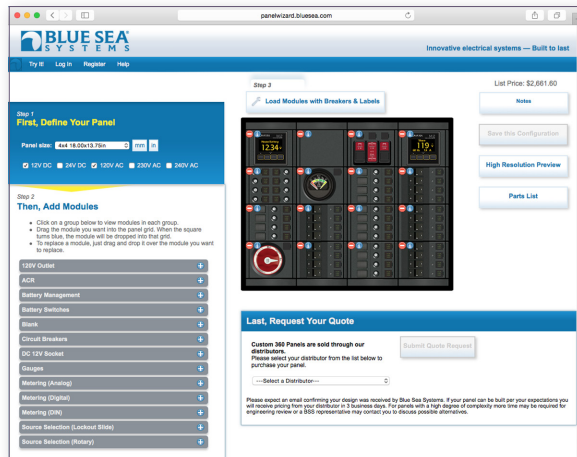 panelwizard.bluesea.com
BLUE SEA
SYSTEMS
Innovative electrical systems — Built to last
Try It! Log In Register Help
Step 1
First, Define Your Panel
Panel size: 4x4 16.00x13.75in mm in
12V DC 24V DC 120V AC 230V AC 240V AC
Step 2
Then, Add Modules
Click on a group below to view modules in each group.
Drag the module you want into the panel grid. When the square
turns blue, the module will be dropped into that grid.
To replace a module, just drag and drop it over the module you want
to replace.
120V Outlet
ACR
Battery Management
Battery Switches
Blank
Circuit Breakers
DC 12V Socket
Gauges
Metering (Analog)
Metering (Digital)
Metering (DIN)
Source Selection (Lockout Slide)
Source Selection (Rotary)
Step 3
Load Modules with Breakers & Labels
12.34
119
List Price: $2,661.60
Notes
Save this Configuration
High Resolution Preview
Parts List
Last, Request Your Quote
Custom 360 Panels are sold through our
distributors.
Please select your distributor from the list below to
purchase your panel.
Submit Quote Request
---Select a Distributor---
Please expect an email confirming your design was received by Blue Sea Systems. If your panel can be built per your expectations you
will receive pricing from your distributor in 3 business days. For panels with a high degree of complexity more time may be required for
engineering review or a BSS representative may contact you to discuss possible alternatives.